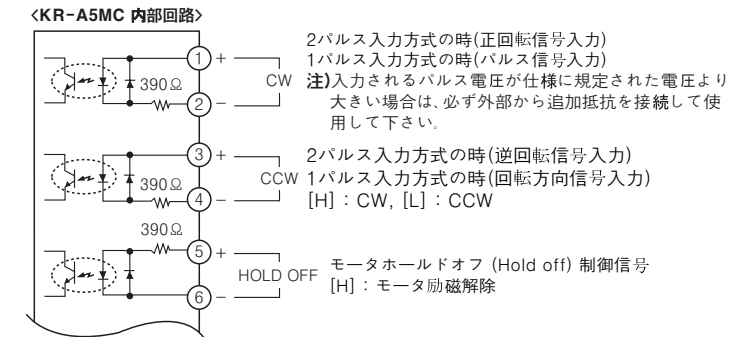 <KR-A5MC 内部回路>
390Ω
1 +
2 −
CW
2パルス入力方式の時(正回転信号入力)
1パルス入力方式の時(パルス信号入力)
注)入力されるパルス電圧が仕様に規定された電圧より
大きい場合は、必ず外部から追加抵抗を接続して使
用して下さい。
390Ω
3 +
4 −
CCW
2パルス入力方式の時(逆回転信号入力)
1パルス入力方式の時(回転方向信号入力)
[H] : CW, [L] : CCW
390Ω
5 +
6 −
HOLD OFF
モータホールドオフ (Hold off) 制御信号
[H] : モータ励磁解除